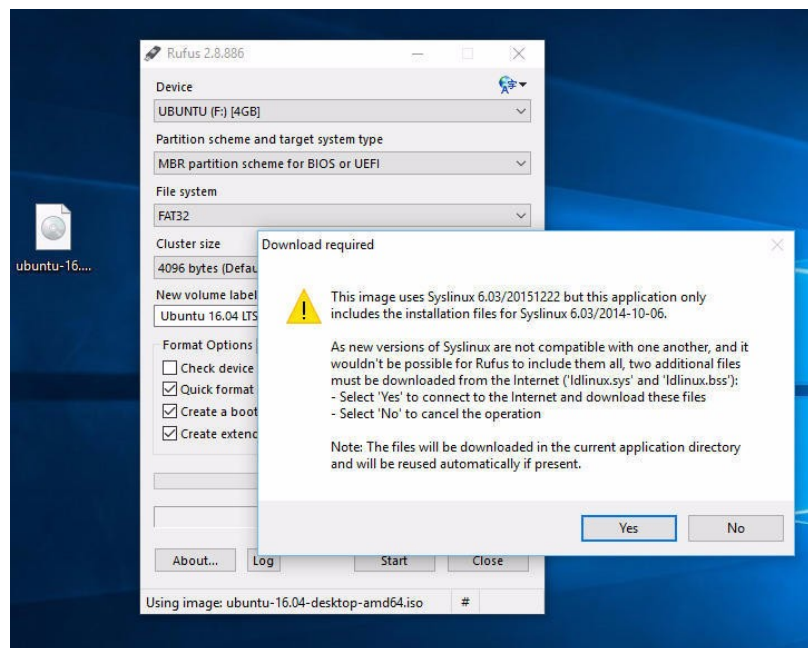 Rufus 2.8.886
Device
UBUNTU (F:) [4GB]
Partition scheme and target system type
MBR partition scheme for BIOS or UEFI
File system
FAT32
Cluster size
4096 bytes (Defau
New volume label
Ubuntu 16.04 LTS
Format Options
Check device
Quick format
Create a boot
Create extend
About...
Log
Start
Close
Using image: ubuntu-16.04-desktop-amd64.iso
#
ubuntu-16....
Download required
This image uses Syslinux 6.03/20151222 but this application only
includes the installation files for Syslinux 6.03/2014-10-06.
As new versions of Syslinux are not compatible with one another, and it
wouldn't be possible for Rufus to include them all, two additional files
must be downloaded from the Internet ('ldlinux.sys' and 'ldlinux.bss'):
- Select 'Yes' to connect to the Internet and download these files
- Select 'No' to cancel the operation
Note: The files will be downloaded in the current application directory
and will be reused automatically if present.
Yes
No